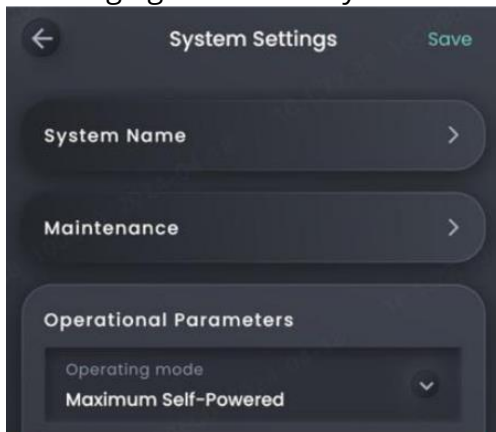 System Settings
Save
System Name
Maintenance
Operational Parameters
Operating mode
Maximum Self-Powered